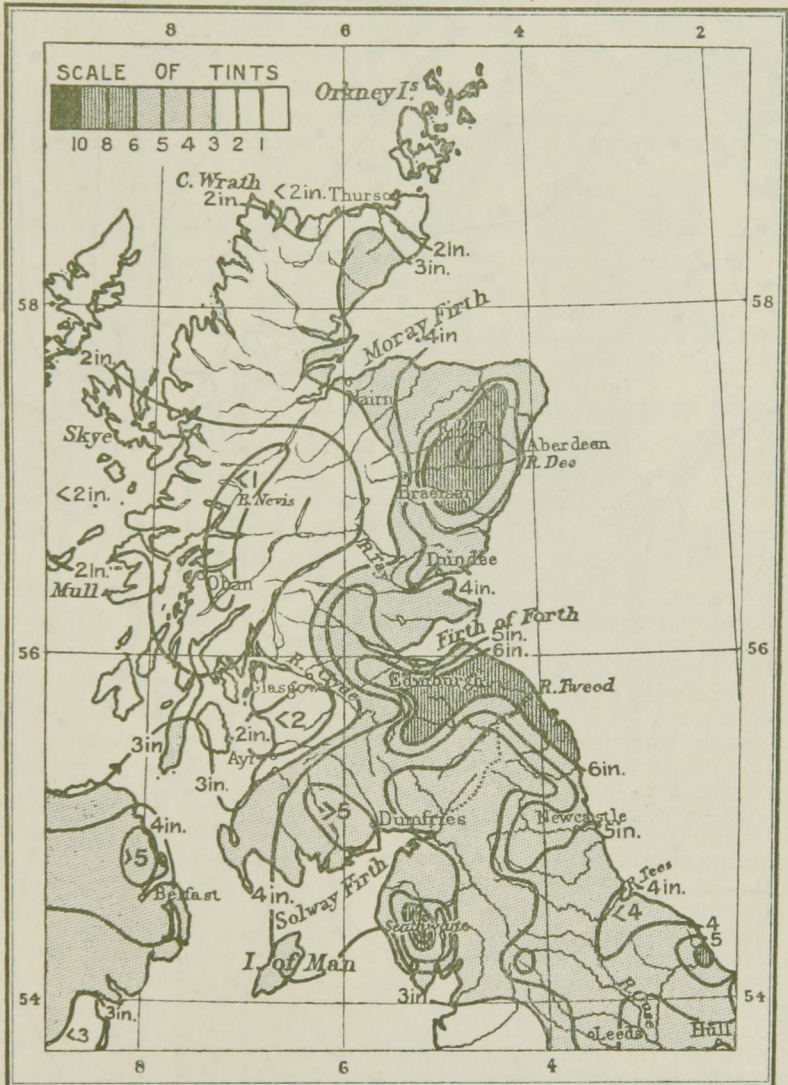 8 6 4 2
SCALE OF TINTS
10 8 6 5 4 3 2 1
Orkney Is.
C. Wrath
2in.
<2in.
Thurso
2in.
3in.
58
58
Moray Firth
4in
2in.
Nairn
Skye
R. Don
Aberdeen
R. Dee
<1
B. Nevis
<2in.
Braemar
R. Tay
Dundee
2in.
Mull
Oban
4in.
Firth of Forth
5in.
6in.
56
56
R. Clyde
Glasgow
Edinburgh
R. Tweed
<2
2in.
3in.
Ayr
3in.
6in.
>5
Dumfries
Newcastle
5in.
4in.
>5
Belfast
4in.
Solway Firth
R. Tees
4in.
<4
4
5
Seathwaite
I. of Man
54
3in.
54
3in.
<3
R. Ouse
Leeds
Hull
8 6 4